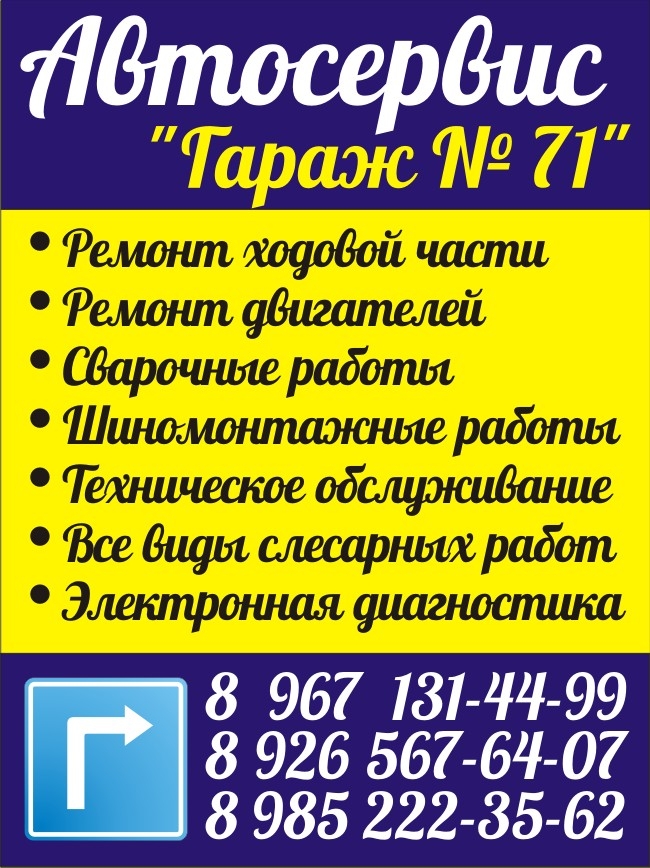 Автосервис
"Гараж № 71"
• Ремонт ходовой части
• Ремонт двигателей
• Сварочные работы
• Шиномонтажные работы
• Техническое обслуживание
• Все виды слесарных работ
• Электронная диагностика
8 967 131-44-99
8 926 567-64-07
8 985 222-35-62